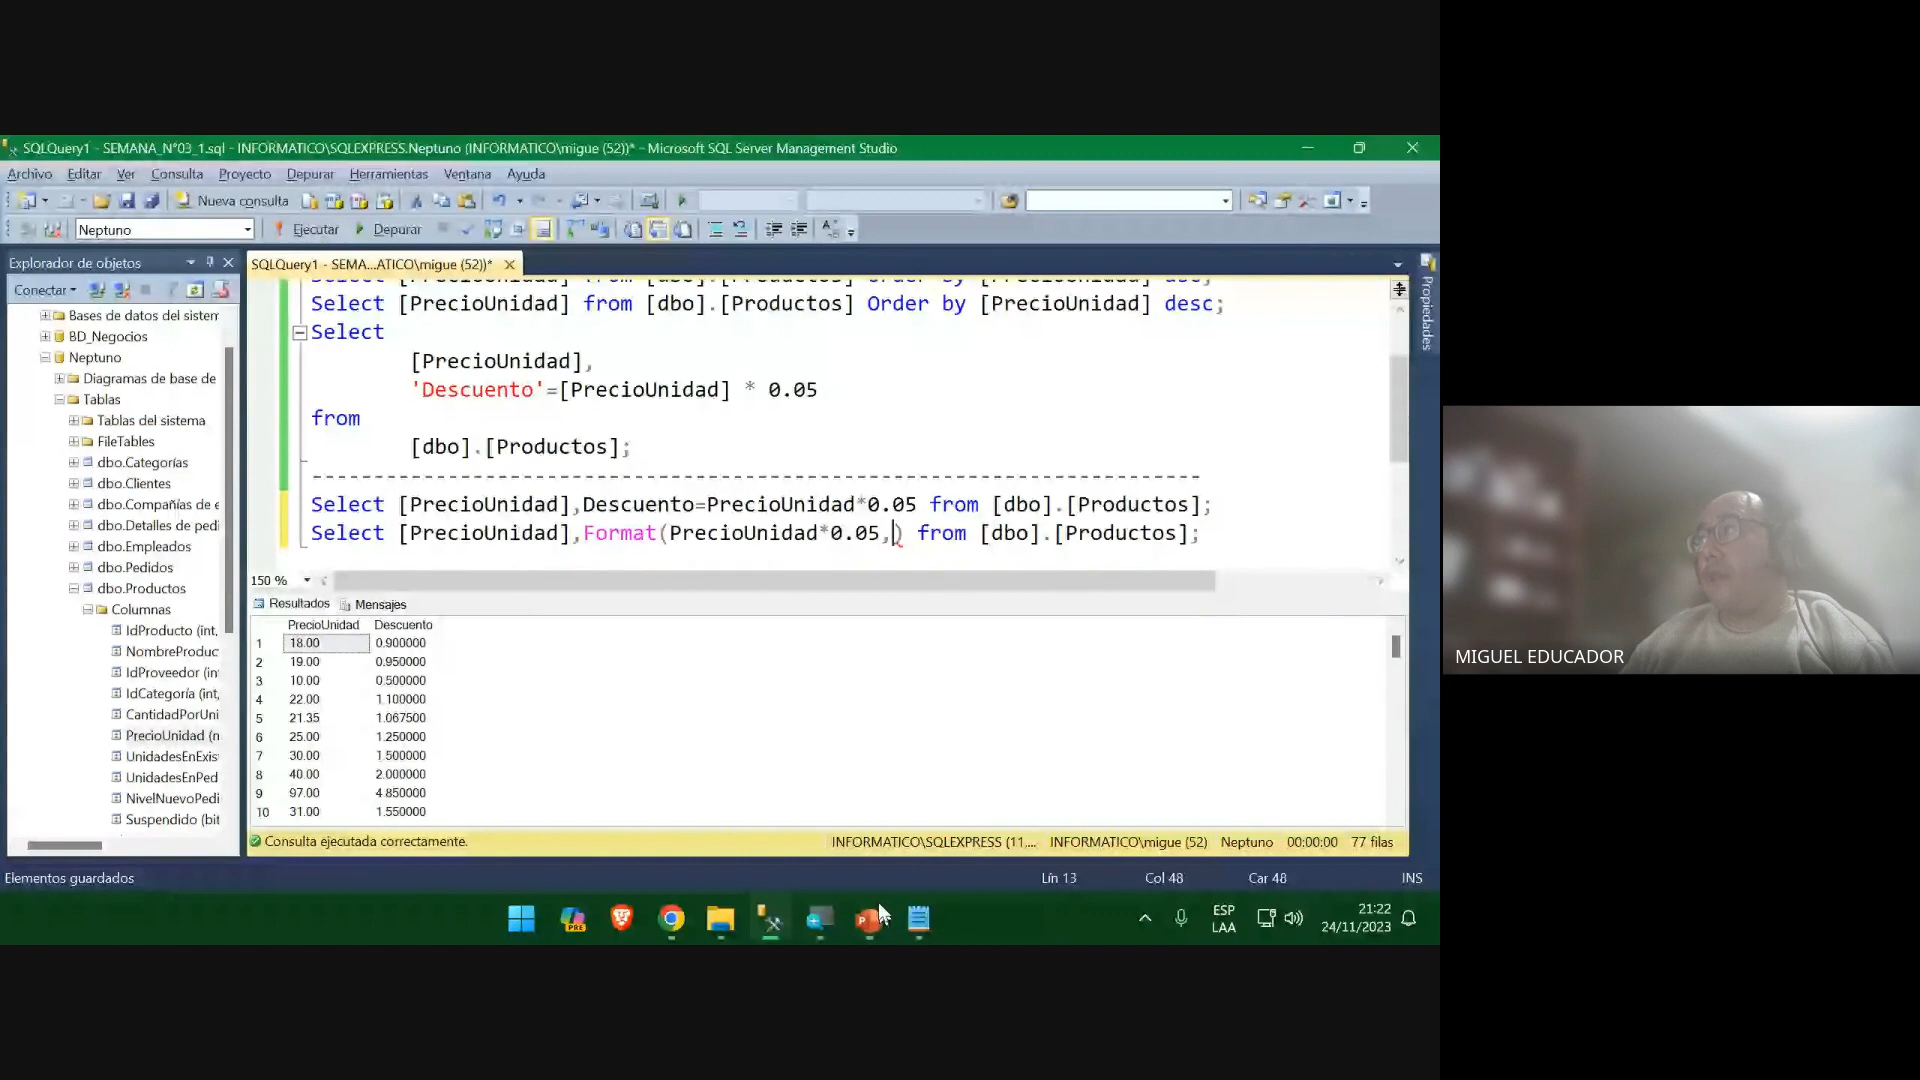 SQLQuery1 - SEMANA_N°03_1.sql - INFORMATICO\SQLEXPRESS.Neptuno (INFORMATICO\migue (52))* - Microsoft SQL Server Management Studio
Archivo Editar Ver Consulta Proyecto Depurar Herramientas Ventana Ayuda
Nueva consulta
Neptuno Ejecutar Depurar
Explorador de objetos
Conectar
Bases de datos del sistem
BD_Negocios
Neptuno
Diagramas de base de
Tablas
Tablas del sistema
FileTables
dbo.Categorías
dbo.Clientes
dbo.Compañías de e
dbo.Detalles de pedi
dbo.Empleados
dbo.Pedidos
dbo.Productos
Columnas
IdProducto (int,
NombreProduc
IdProveedor (in
IdCategoría (int,
CantidadPorUni
PrecioUnidad (n
UnidadesEnExis
UnidadesEnPed
NivelNuevoPedi
Suspendido (bit
SQLQuery1 - SEMA...ATICO\migue (52))*
Select [PrecioUnidad] from [dbo].[Productos] Order by [PrecioUnidad] asc;
Select [PrecioUnidad] from [dbo].[Productos] Order by [PrecioUnidad] desc;
Select
[PrecioUnidad],
'Descuento'=[PrecioUnidad] * 0.05
from
[dbo].[Productos];
------------------------------------------------------------------------
Select [PrecioUnidad],Descuento=PrecioUnidad*0.05 from [dbo].[Productos];
Select [PrecioUnidad],Format(PrecioUnidad*0.05,) from [dbo].[Productos];
150 %
Resultados Mensajes
PrecioUnidad Descuento
1 18.00 0.900000
2 19.00 0.950000
3 10.00 0.500000
4 22.00 1.100000
5 21.35 1.067500
6 25.00 1.250000
7 30.00 1.500000
8 40.00 2.000000
9 97.00 4.850000
10 31.00 1.550000
Consulta ejecutada correctamente. INFORMATICO\SQLEXPRESS (11.... INFORMATICO\migue (52) Neptuno 00:00:00 77 filas
Propiedades
Elementos guardados Lín 13 Col 48 Car 48 INS
PRE
ESP
LAA
21:22
24/11/2023
MIGUEL EDUCADOR